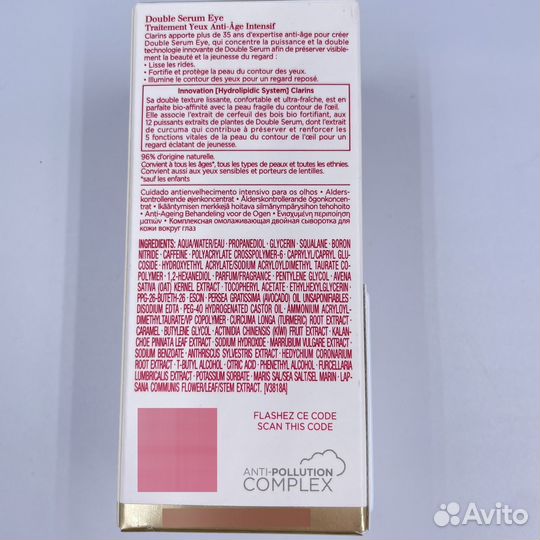 Double Serum Eye
Traitement Yeux Anti-Âge Intensif
Clarins apporte plus de 35 ans d'expertise anti-âge pour créer
Double Serum Eye, qui concentre la puissance et la double
technologie innovante de Double Serum afin de préserver visible-
ment la beauté et la jeunesse du regard :
• Lisse les rides.
• Fortifie et protège la peau du contour des yeux.
• Illumine le contour des yeux pour un regard reposé.
Innovation [Hydrolipidic System] Clarins
Sa double texture lissante, confortable et ultra-fraîche, est en
parfaite bio-affinité avec la peau fragile du contour de l'œil.
Elle associe l'extrait de cerfeuil des bois bio fortifiant, aux
12 puissants extraits de plantes de Double Serum, dont l'extrait
de curcuma qui contribue à préserver et renforcer les
5 fonctions vitales de la peau du contour de l'œil pour un
regard éclatant de jeunesse.
96% d'origine naturelle.
Convient à tous les âges*, tous les types de peaux et toutes les ethnies.
Convient aussi aux yeux sensibles et porteurs de lentilles.
*sauf les enfants
Cuidado antienvelhecimento intensivo para os olhos • Alders-
kontrollerende øjenkoncentrat • Ålderskontrollerande ögonkoncen-
trat • Ikääntymisen merkkejä hoitava silmänympärysihon tehohoito
• Anti-Ageing Behandeling voor de Ogen • Ενισχυμένη περιποίηση
ματιών • Комплексная омолаживающая двойная сыворотка для
кожи вокруг глаз
INGREDIENTS: AQUA/WATER/EAU • PROPANEDIOL • GLYCERIN • SQUALANE • BORON
NITRIDE • CAFFEINE • POLYACRYLATE CROSSPOLYMER-6 • CAPRYLYL/CAPRYL GLU-
COSIDE • HYDROXYETHYL ACRYLATE/SODIUM ACRYLOYLDIMETHYL TAURATE CO-
POLYMER • 1,2-HEXANEDIOL • PARFUM/FRAGRANCE • PENTYLENE GLYCOL • AVENA
SATIVA (OAT) KERNEL EXTRACT • TOCOPHERYL ACETATE • ETHYLHEXYLGLYCERIN •
PPG-26-BUTETH-26 • ESCIN • PERSEA GRATISSIMA (AVOCADO) OIL UNSAPONIFIABLES •
DISODIUM EDTA • PEG-40 HYDROGENATED CASTOR OIL • AMMONIUM ACRYLOYL-
DIMETHYLTAURATE/VP COPOLYMER • CURCUMA LONGA (TURMERIC) ROOT EXTRACT •
CARAMEL • BUTYLENE GLYCOL • ACTINIDIA CHINENSIS (KIWI) FRUIT EXTRACT • KALAN-
CHOE PINNATA LEAF EXTRACT • SODIUM HYDROXIDE • MARRUBIUM VULGARE EXTRACT •
SODIUM BENZOATE • ANTHRISCUS SYLVESTRIS EXTRACT • HEDYCHIUM CORONARIUM
ROOT EXTRACT • T-BUTYL ALCOHOL • CITRIC ACID • PHENETHYL ALCOHOL • FURCELLARIA
LUMBRICALIS EXTRACT • POTASSIUM SORBATE • MARIS SAL/SEA SALT/SEL MARIN • LAP-
SANA COMMUNIS FLOWER/LEAF/STEM EXTRACT. [V3818A]
FLASHEZ CE CODE
SCAN THIS CODE
ANTI-POLLUTION
COMPLEX
Avito